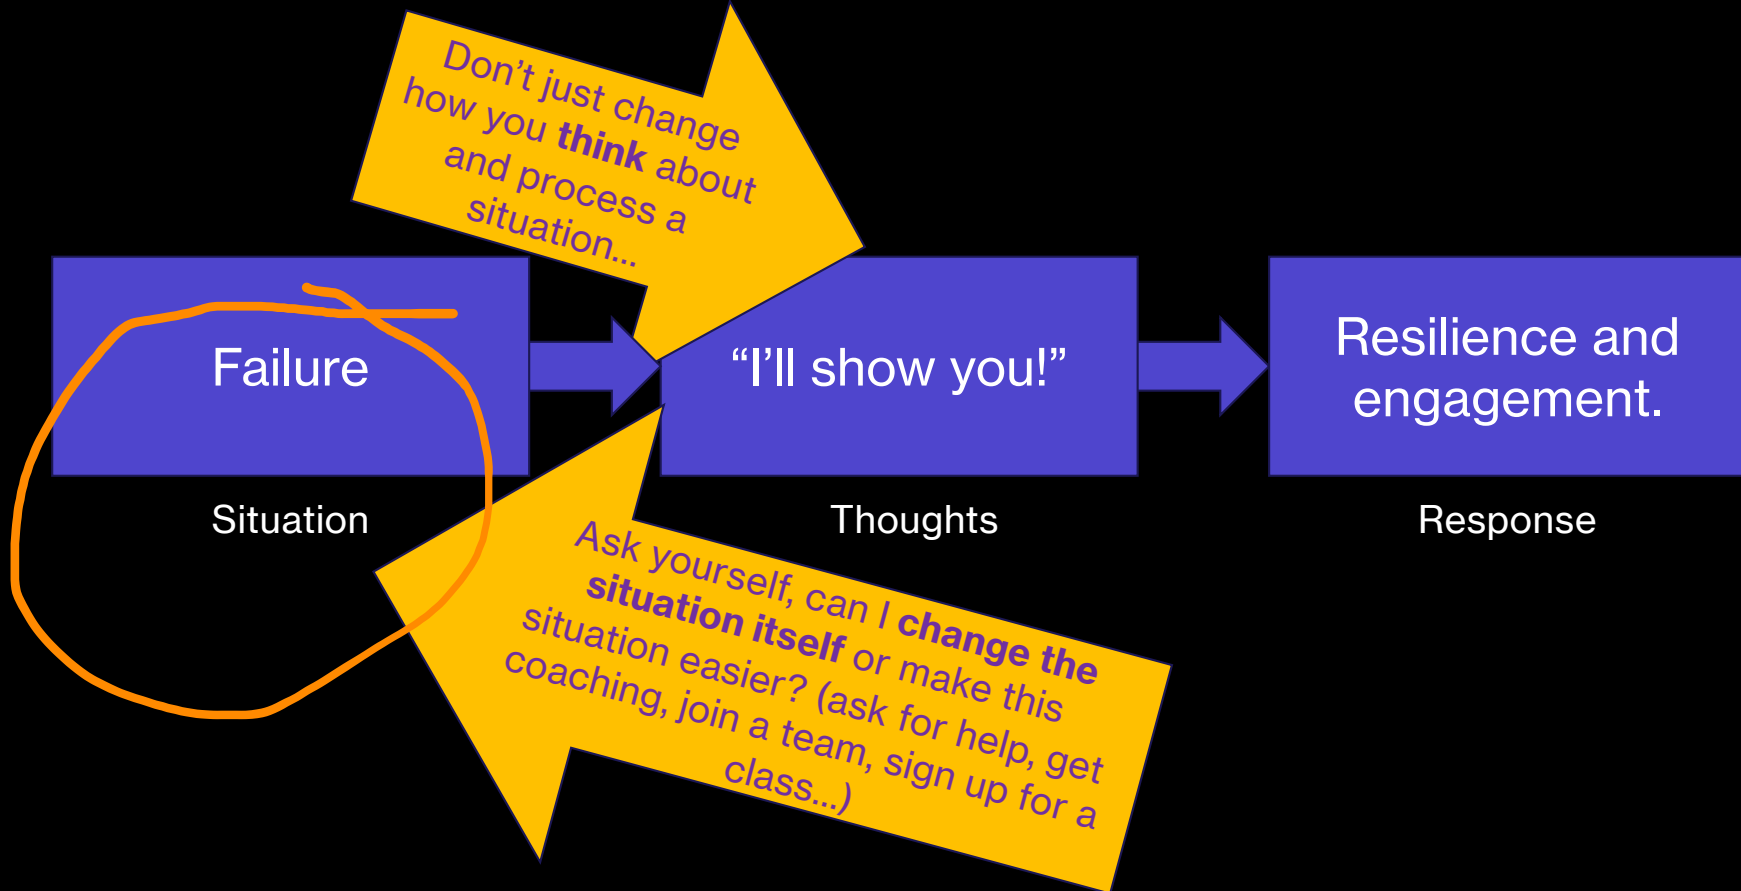 Don’t just change
how you think about
and process a
situation...
Failure
“I’ll show you!”
Resilience and
engagement.
Situation
Thoughts
Response
Ask yourself, can I change the
situation itself or make this
situation easier? (ask for help, get
coaching, join a team, sign up for a
class...)